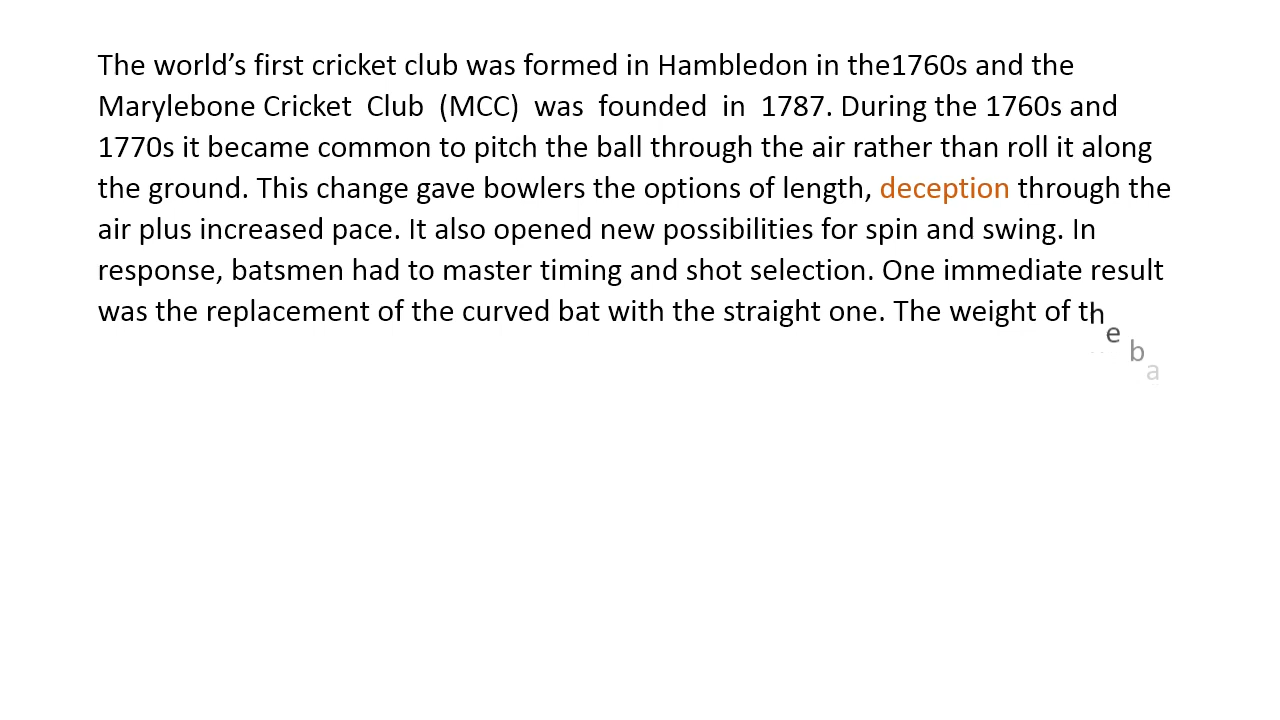 The world’s first cricket club was formed in Hambledon in the1760s and the
Marylebone Cricket  Club  (MCC)  was  founded  in  1787. During the 1760s and
1770s it became common to pitch the ball through the air rather than roll it along
the ground. This change gave bowlers the options of length, deception through the
air plus increased pace. It also opened new possibilities for spin and swing. In
response, batsmen had to master timing and shot selection. One immediate result
was the replacement of the curved bat with the straight one. The weight of the
ba